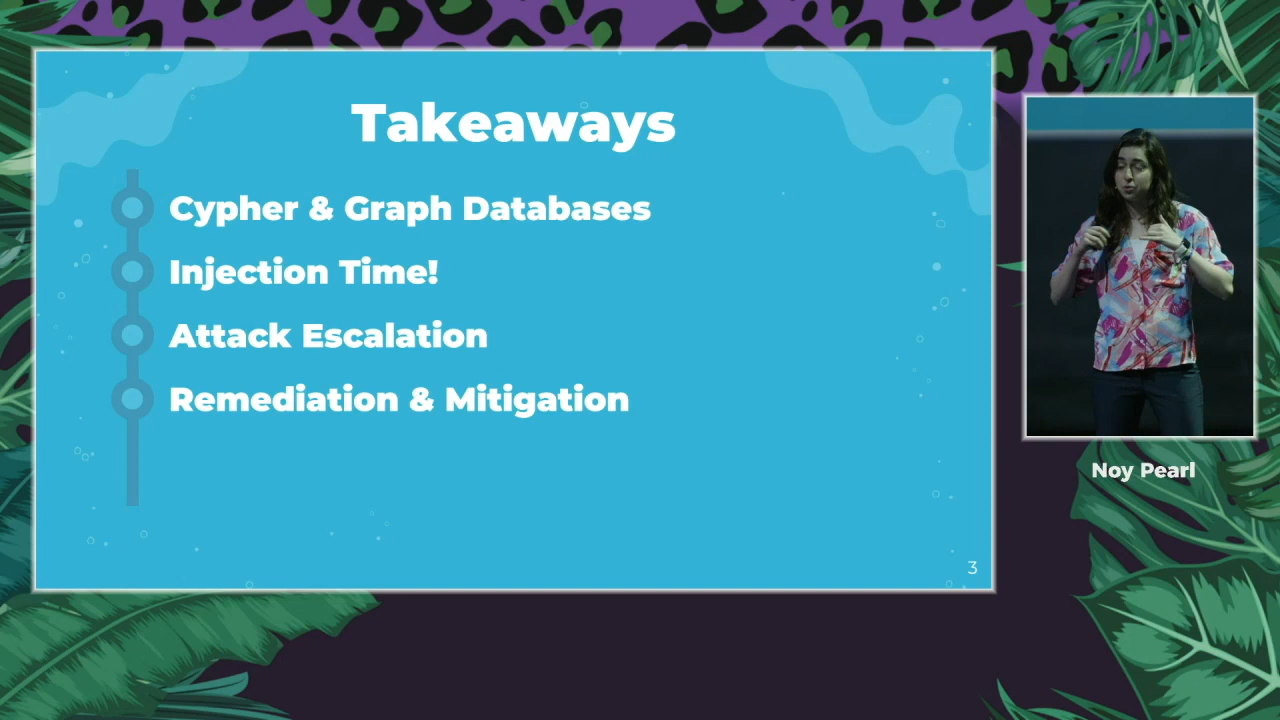 Takeaways
Cypher & Graph Databases
Injection Time!
Attack Escalation
Remediation & Mitigation
3
Noy Pearl